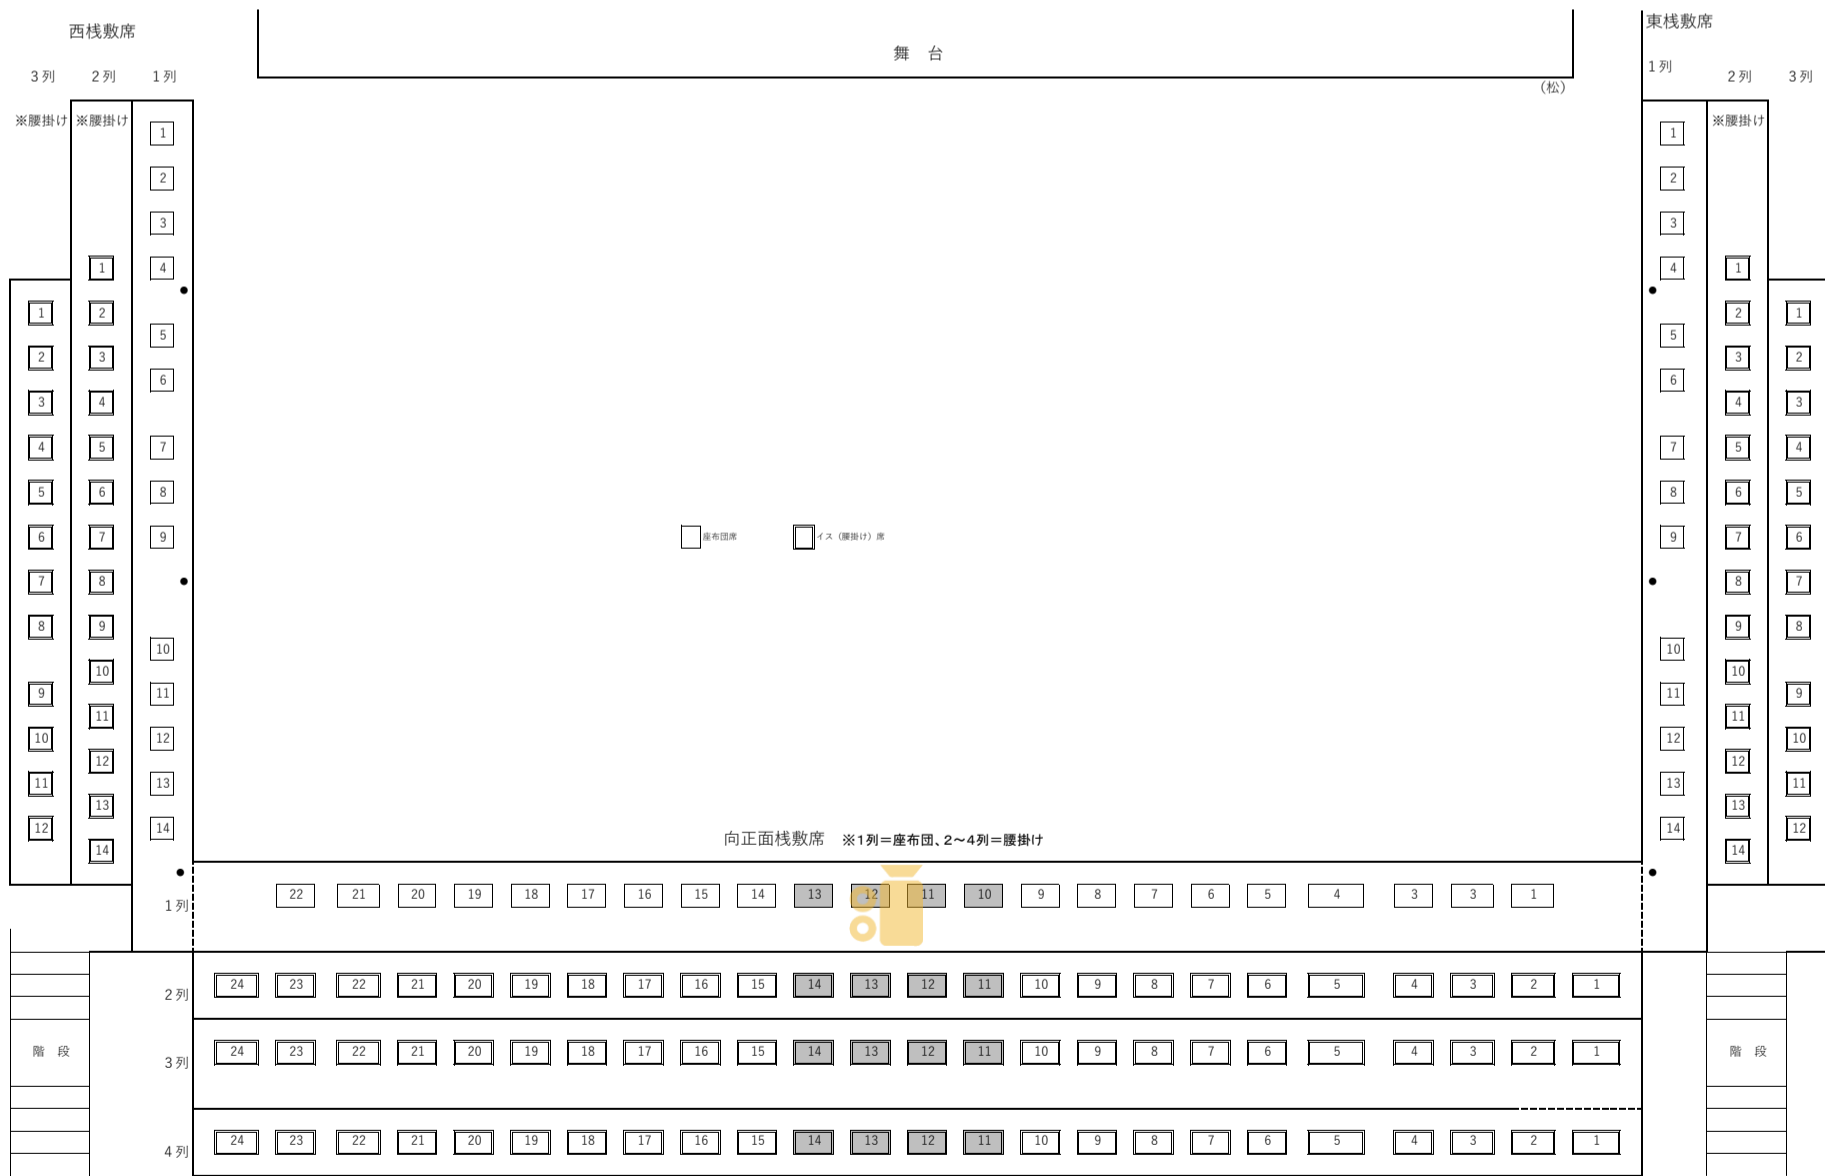 西桟敷席
東桟敷席
舞　台
(松)
3列 2列 1列
1列 2列 3列
※腰掛け ※腰掛け
※腰掛け
1 1
2 2
3 3
1 4 4 1
1 2 2 1
5 5
2 3 3 2
6 6
3 4 4 3
4 5 7 7 5 4
5 6 8 8 6 5
6 7 9 9 7 6
座布団席 イス（腰掛け）席
7 8 8 7
8 9 9 8
10 10
10 10
9 11 11 9
11 11
10 12 12 10
12 12
11 13 13 11
13 13
12 14 14 12
14 14
向正面桟敷席 ※1列＝座布団、2～4列＝腰掛け
1列 22 21 20 19 18 17 16 15 14 13 12 11 10 9 8 7 6 5 4 3 3 1
2列 24 23 22 21 20 19 18 17 16 15 14 13 12 11 10 9 8 7 6 5 4 3 2 1
3列 24 23 22 21 20 19 18 17 16 15 14 13 12 11 10 9 8 7 6 5 4 3 2 1
階　段
階　段
4列 24 23 22 21 20 19 18 17 16 15 14 13 12 11 10 9 8 7 6 5 4 3 2 1